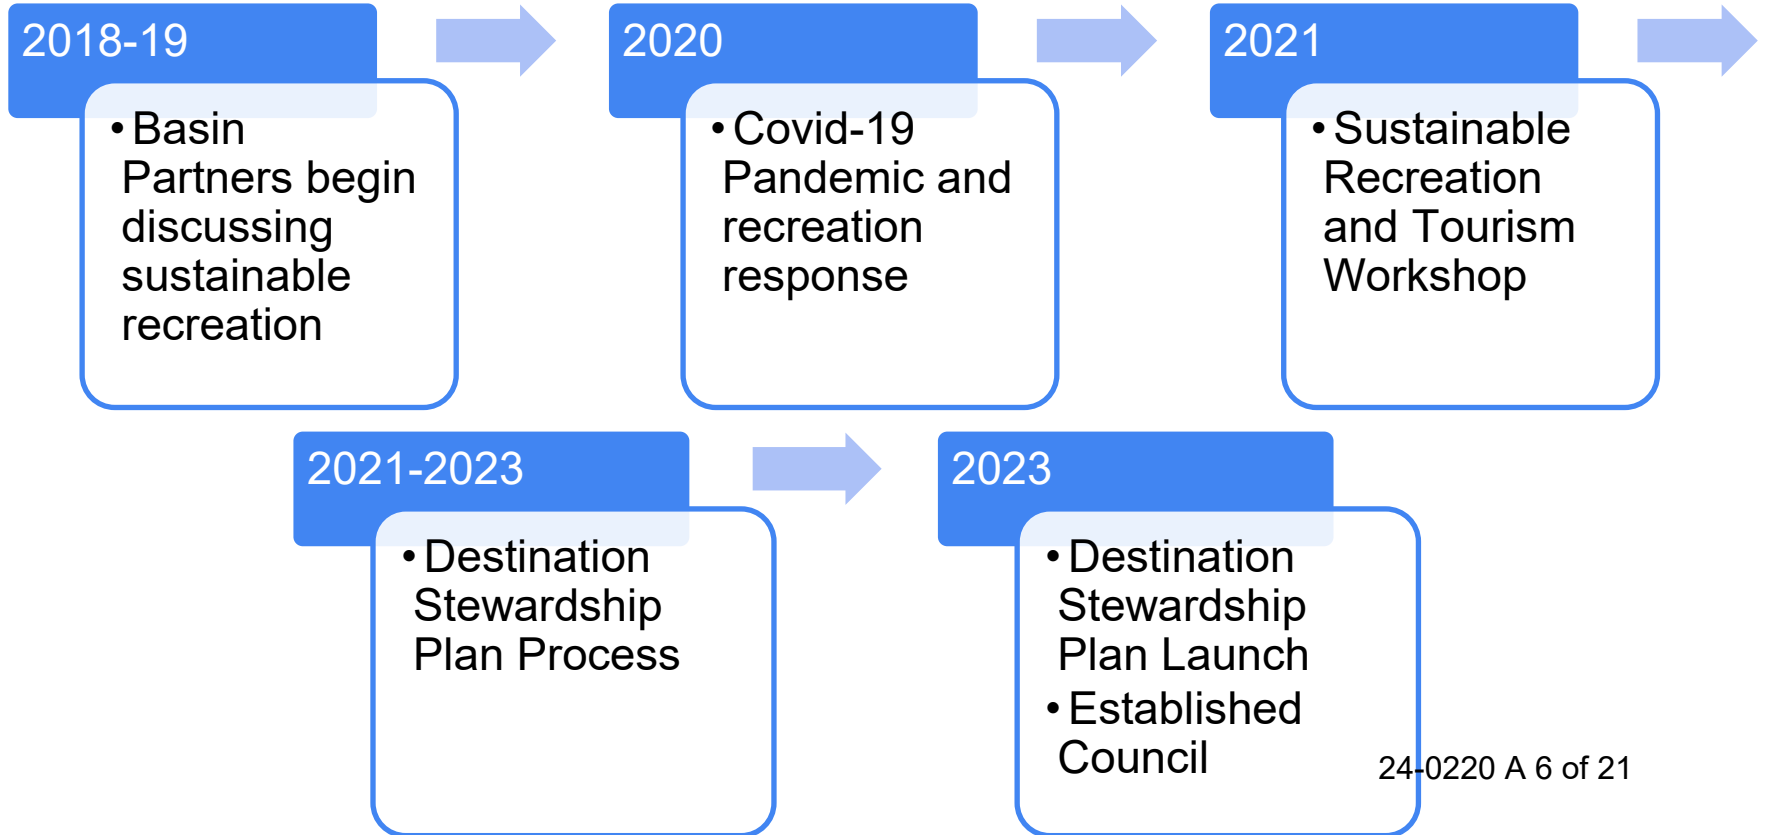 2018-19
•Basin
Partners begin
discussing
sustainable
recreation
2020
•Covid-19
Pandemic and
recreation
response
2021
•Sustainable
Recreation
and Tourism
Workshop
2021-2023
•Destination
Stewardship
Plan Process
2023
•Destination
Stewardship
Plan Launch
•Established
Council
24-0220 A 6 of 21